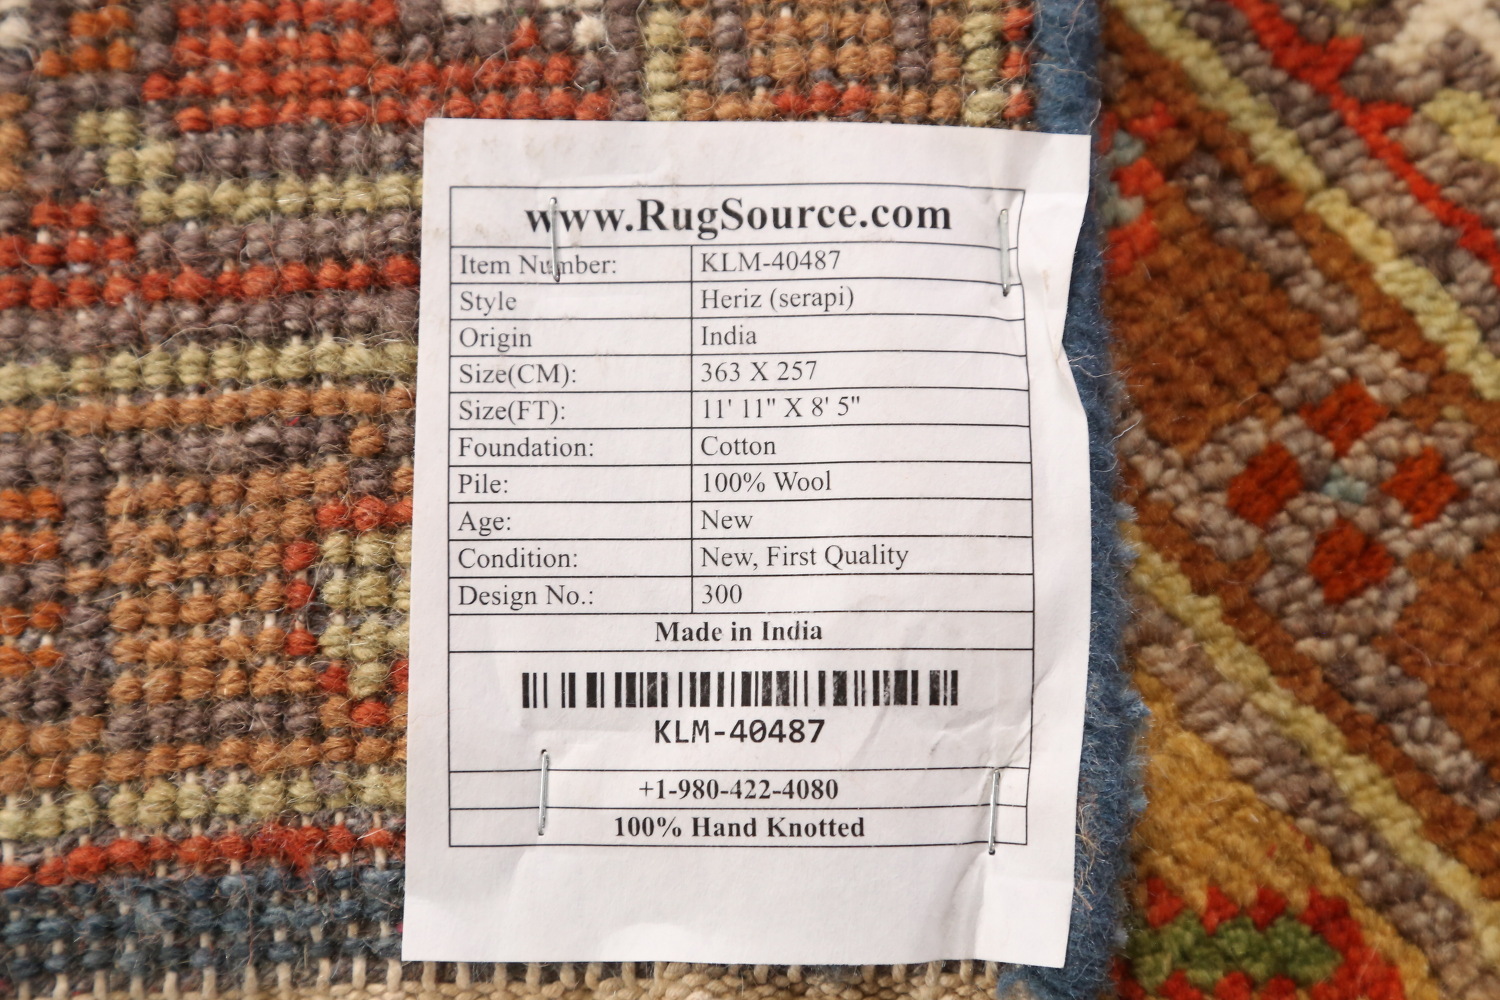 www.RugSource.com
Item Number: KLM-40487
Style Heriz (serapi)
Origin India
Size(CM): 363 X 257
Size(FT): 11' 11" X 8' 5"
Foundation: Cotton
Pile: 100% Wool
Age: New
Condition: New, First Quality
Design No.: 300
Made in India
KLM-40487
+1-980-422-4080
100% Hand Knotted